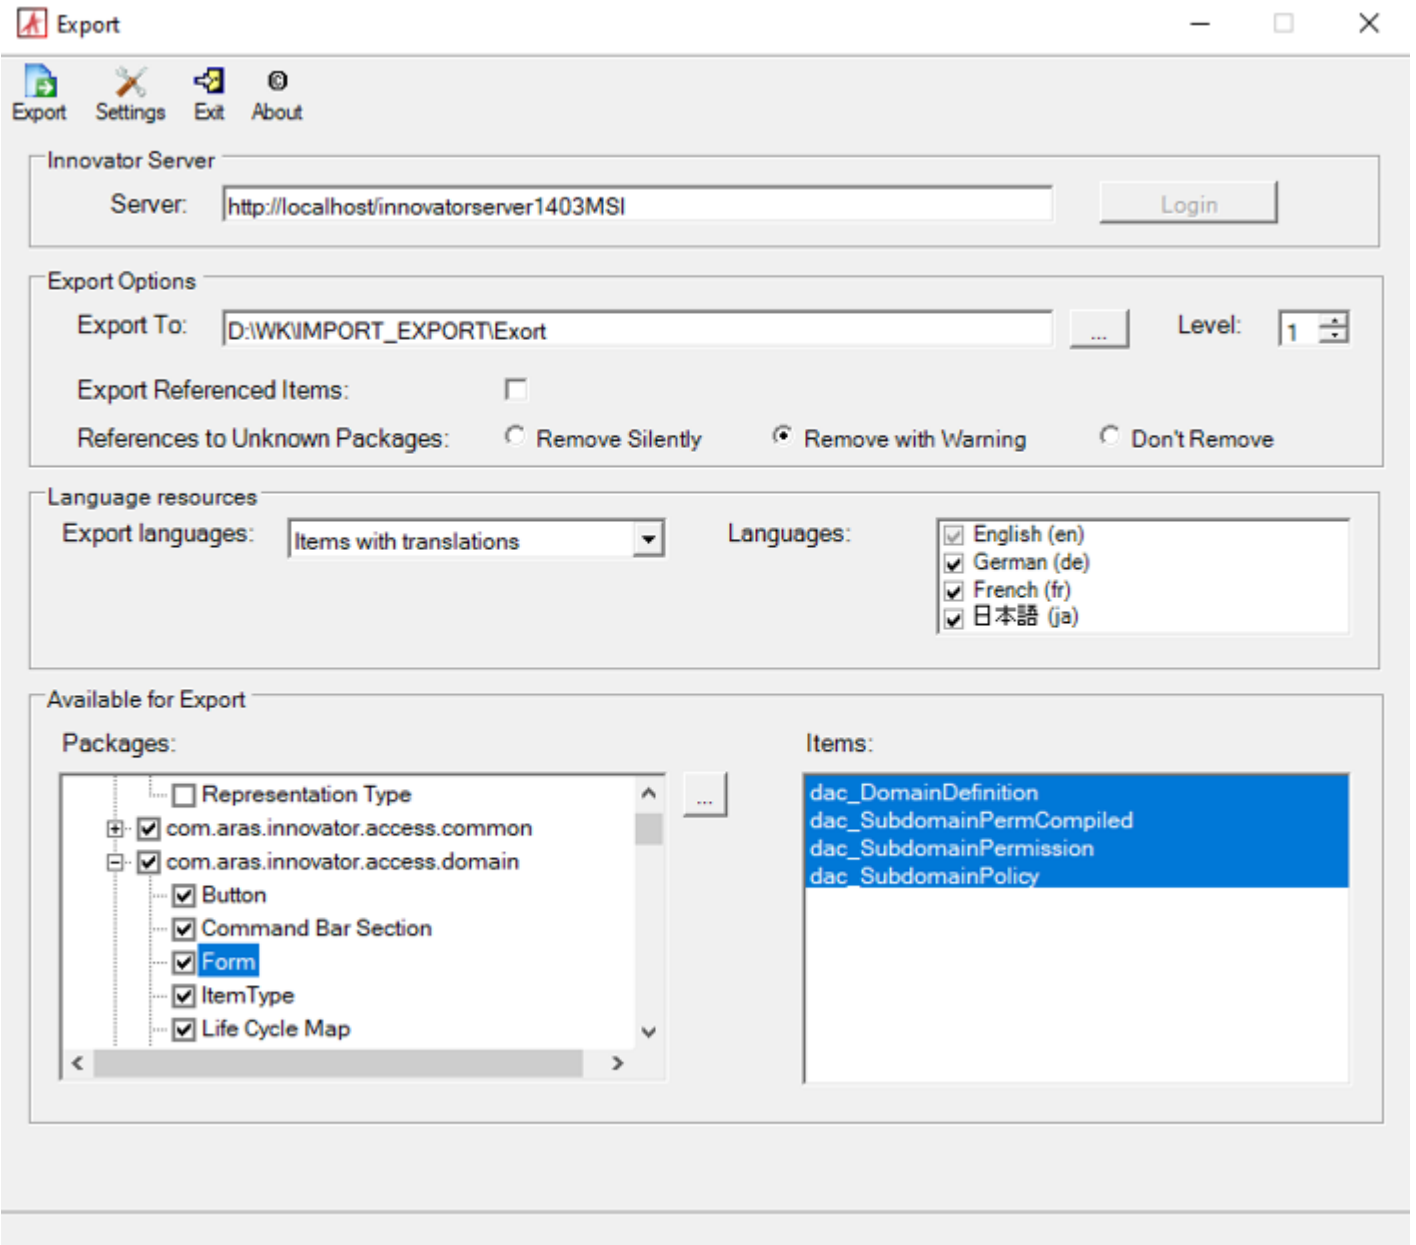 Export
Export Settings Exit About
Innovator Server
Server: http://localhost/innovatorserver1403MSI Login
Export Options
Export To: D:\WK\IMPORT_EXPORT\Exort ... Level: 1
Export Referenced Items:
References to Unknown Packages: Remove Silently Remove with Warning Don't Remove
Language resources
Export languages: Items with translations Languages: English (en)
German (de)
French (fr)
日本語 (ja)
Available for Export
Packages:
Representation Type
com.aras.innovator.access.common
com.aras.innovator.access.domain
Button
Command Bar Section
Form
ItemType
Life Cycle Map
...
Items:
dac_DomainDefinition
dac_SubdomainPermCompiled
dac_SubdomainPermission
dac_SubdomainPolicy